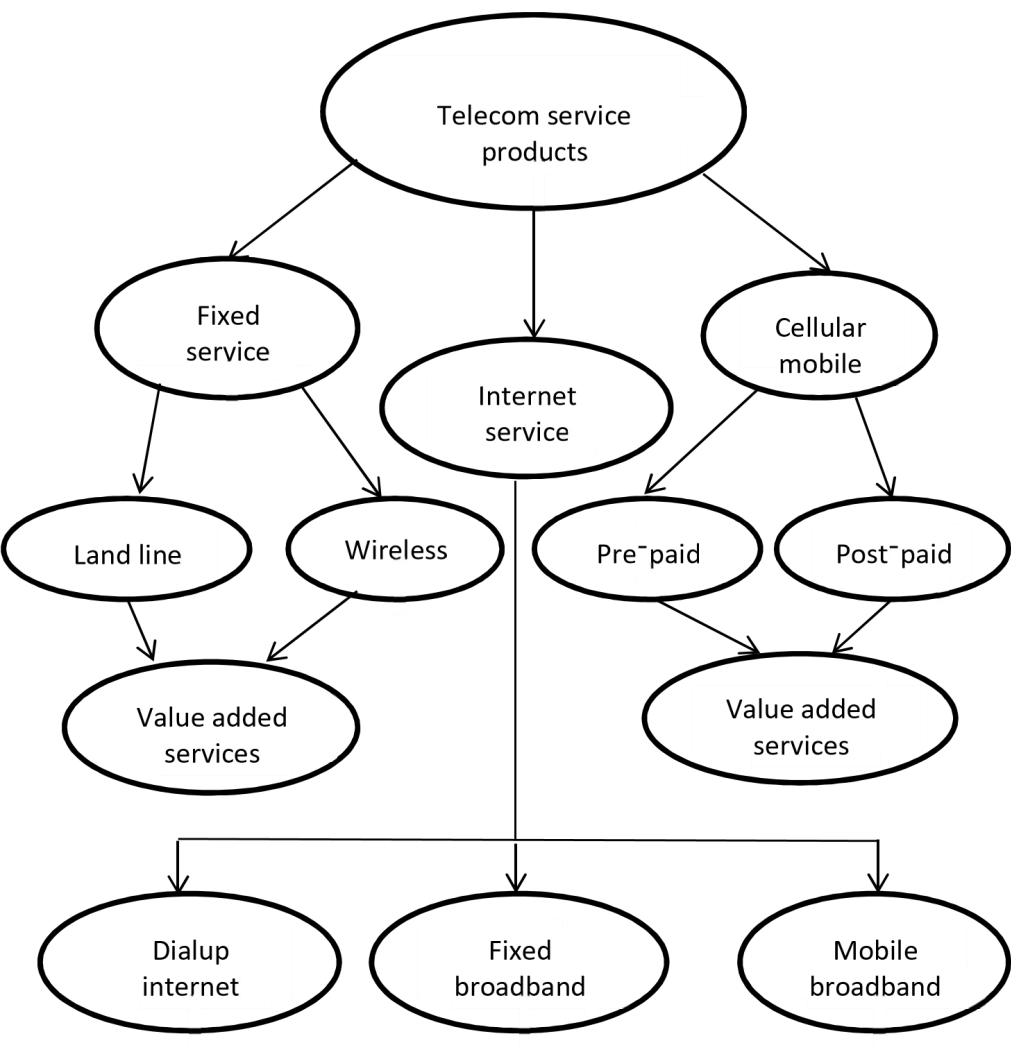 Telecom service
products
Fixed
service
Cellular
mobile
Internet
service
Land line
Wireless
Pre-paid
Post-paid
Value added
services
Value added
services
Dialup
internet
Fixed
broadband
Mobile
broadband